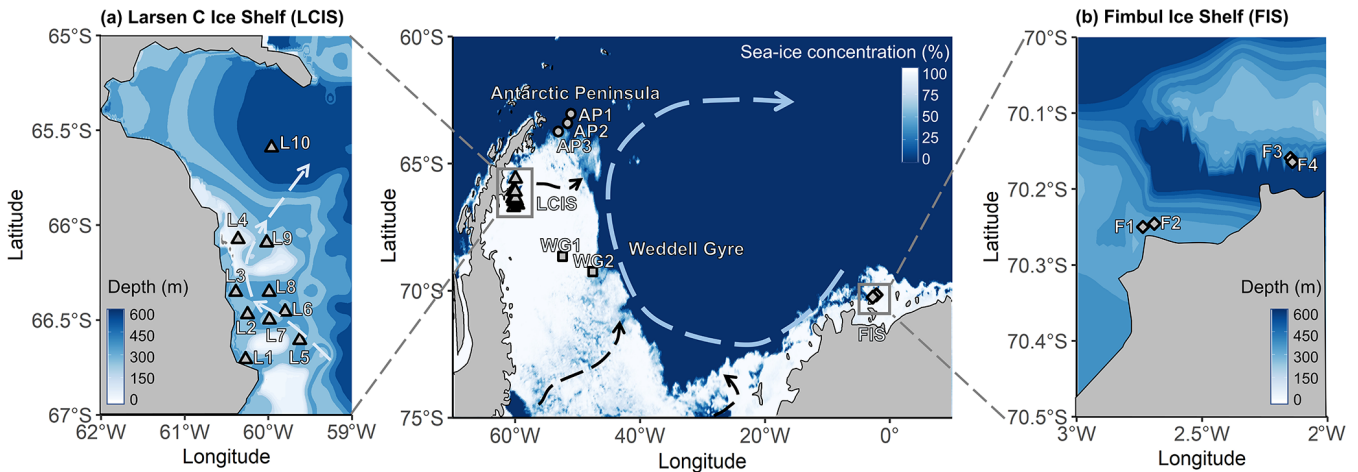 (a) Larsen C Ice Shelf (LCIS)
65°S
65.5°S
66°S
66.5°S
67°S
Latitude
L10
L4
L9
L3
L8
L6
L2
L7
L1
L5
Depth (m)
600
450
300
150
0
62°W
61°W
60°W
59°W
Longitude
60°S
65°S
70°S
75°S
Latitude
Sea-ice concentration (%)
100
75
50
25
0
Antarctic Peninsula
AP1
AP2
AP3
LCIS
WG1
WG2
Weddell Gyre
FIS
60°W
40°W
20°W
0°
Longitude
(b) Fimbul Ice Shelf (FIS)
70°S
70.1°S
70.2°S
70.3°S
70.4°S
70.5°S
Latitude
F3
F4
F1
F2
Depth (m)
600
450
300
150
0
3°W
2.5°W
2°W
Longitude